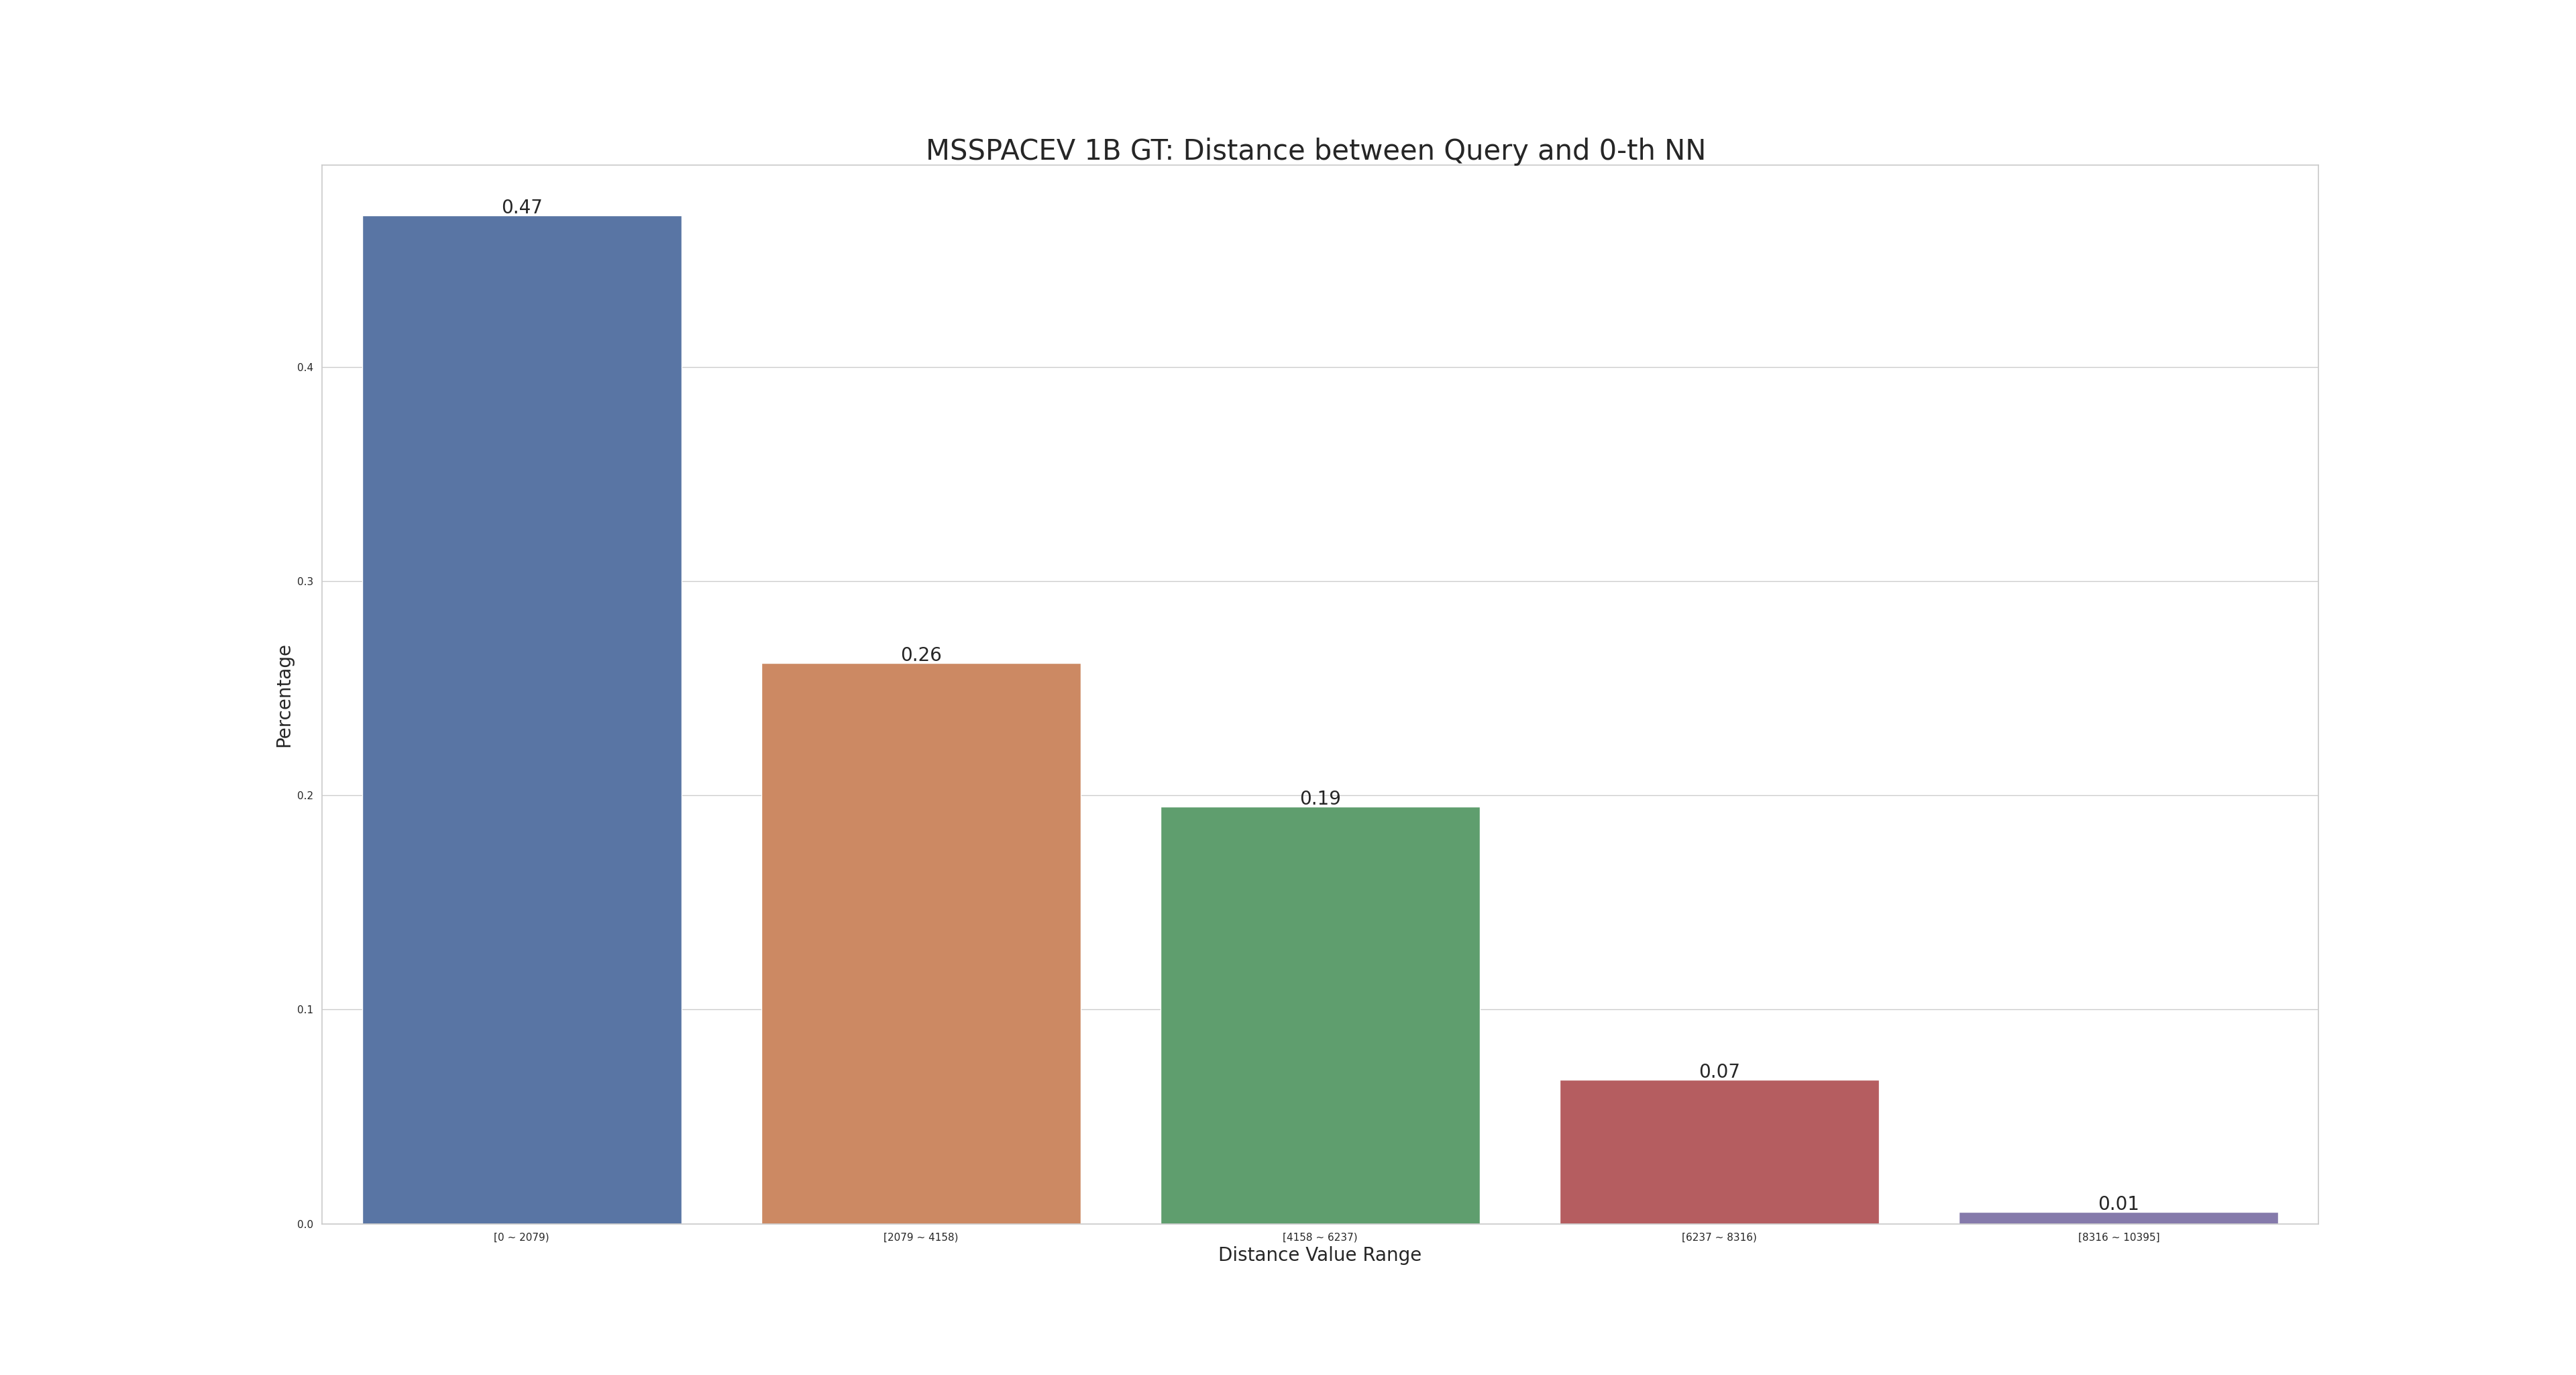 MSSPACEV 1B GT: Distance between Query and 0-th NN
0.47
0.26
0.19
0.07
0.01
0.4
0.3
0.2
0.1
0.0
Percentage
[0 ~ 2079)
[2079 ~ 4158)
[4158 ~ 6237)
[6237 ~ 8316)
[8316 ~ 10395]
Distance Value Range